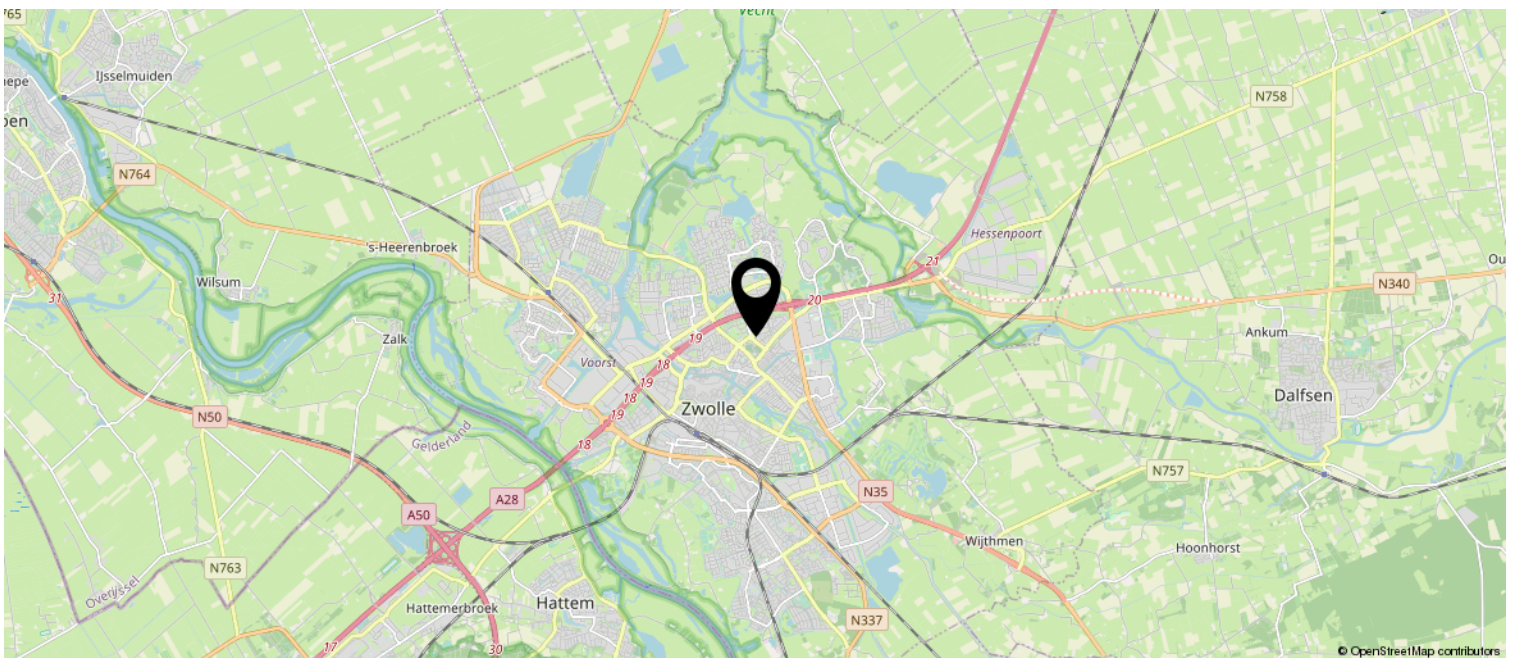 765
Vecht
IJsselmuiden
N758
N764
Hessenpoort
's-Heerenbroek
21
Wilsum
N340
31
20
Ankum
Zalk
19
Voorst
18
19
Dalfsen
18
Zwolle
19
N50
Gelderland
18
N757
N35
A28
A50
Wijthmen
Hoonhorst
N763
Overijssel
Hattem
Hattemerbroek
N337
17
30
© OpenStreetMap contributors